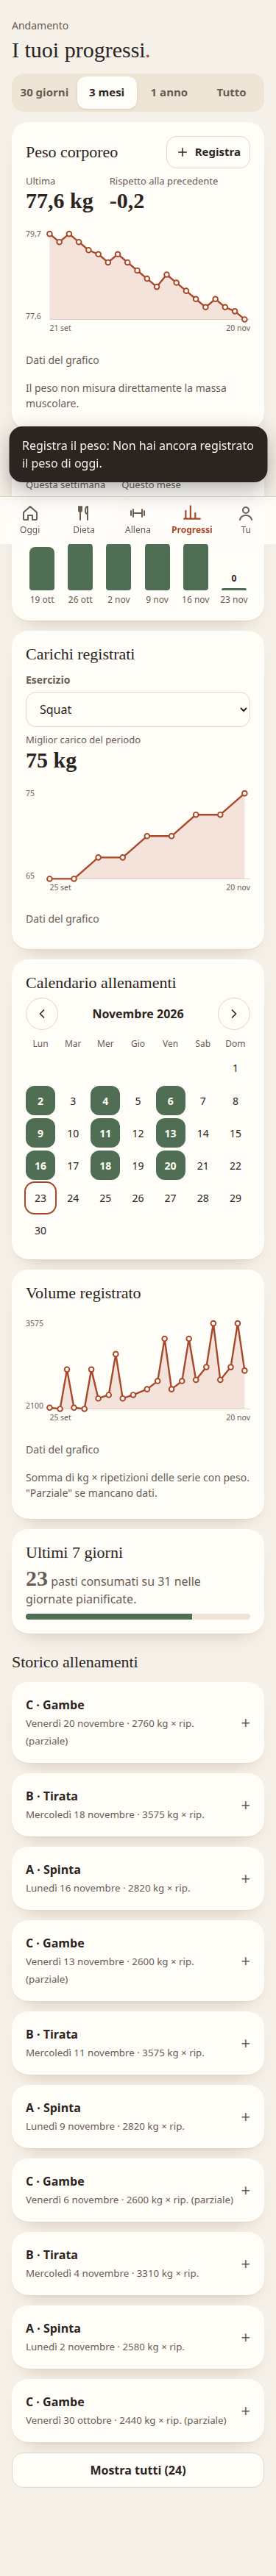 Andamento
I tuoi progressi.
30 giorni 3 mesi 1 anno Tutto
Peso corporeo
+ Registra
Ultima Rispetto alla precedente
77,6 kg -0,2
79,7
77,6
21 set 20 nov
Dati del grafico
Il peso non misura direttamente la massa
muscolare.
Registra il peso: Non hai ancora registrato
il peso di oggi.
Questa settimana Questo mese
Oggi Dieta Allena Progressi Tu
0
19 ott 26 ott 2 nov 9 nov 16 nov 23 nov
Carichi registrati
Esercizio
Squat
Miglior carico del periodo
75 kg
75
65
25 set 20 nov
Dati del grafico
Calendario allenamenti
Novembre 2026
Lun Mar Mer Gio Ven Sab Dom
1
2 3 4 5 6 7 8
9 10 11 12 13 14 15
16 17 18 19 20 21 22
23 24 25 26 27 28 29
30
Volume registrato
3575
2100
25 set 20 nov
Dati del grafico
Somma di kg × ripetizioni delle serie con peso.
"Parziale" se mancano dati.
Ultimi 7 giorni
23 pasti consumati su 31 nelle
giornate pianificate.
Storico allenamenti
C · Gambe
Venerdì 20 novembre · 2760 kg × rip.
(parziale)
+
B · Tirata
Mercoledì 18 novembre · 3575 kg × rip.
+
A · Spinta
Lunedì 16 novembre · 2820 kg × rip.
+
C · Gambe
Venerdì 13 novembre · 2600 kg × rip.
(parziale)
+
B · Tirata
Mercoledì 11 novembre · 3575 kg × rip.
+
A · Spinta
Lunedì 9 novembre · 2820 kg × rip.
+
C · Gambe
Venerdì 6 novembre · 2600 kg × rip. (parziale)
+
B · Tirata
Mercoledì 4 novembre · 3310 kg × rip.
+
A · Spinta
Lunedì 2 novembre · 2580 kg × rip.
+
C · Gambe
Venerdì 30 ottobre · 2440 kg × rip. (parziale)
+
Mostra tutti (24)